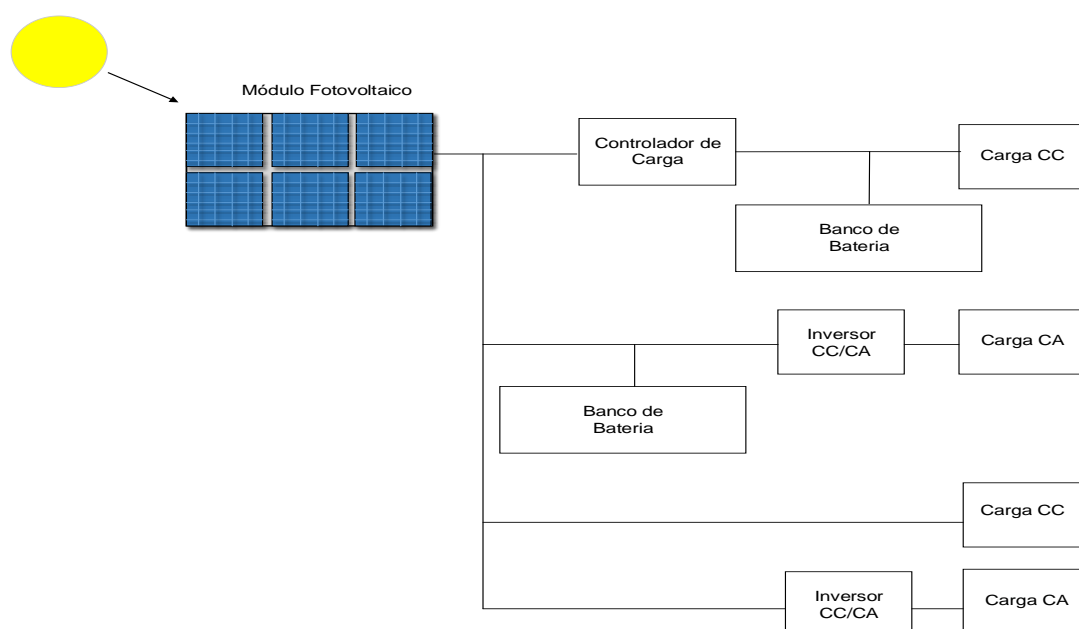 Módulo Fotovoltaico
Controlador de
Carga
Carga CC
Banco de
Bateria
Inversor
CC/CA
Carga CA
Banco de
Bateria
Carga CC
Inversor
CC/CA
Carga CA